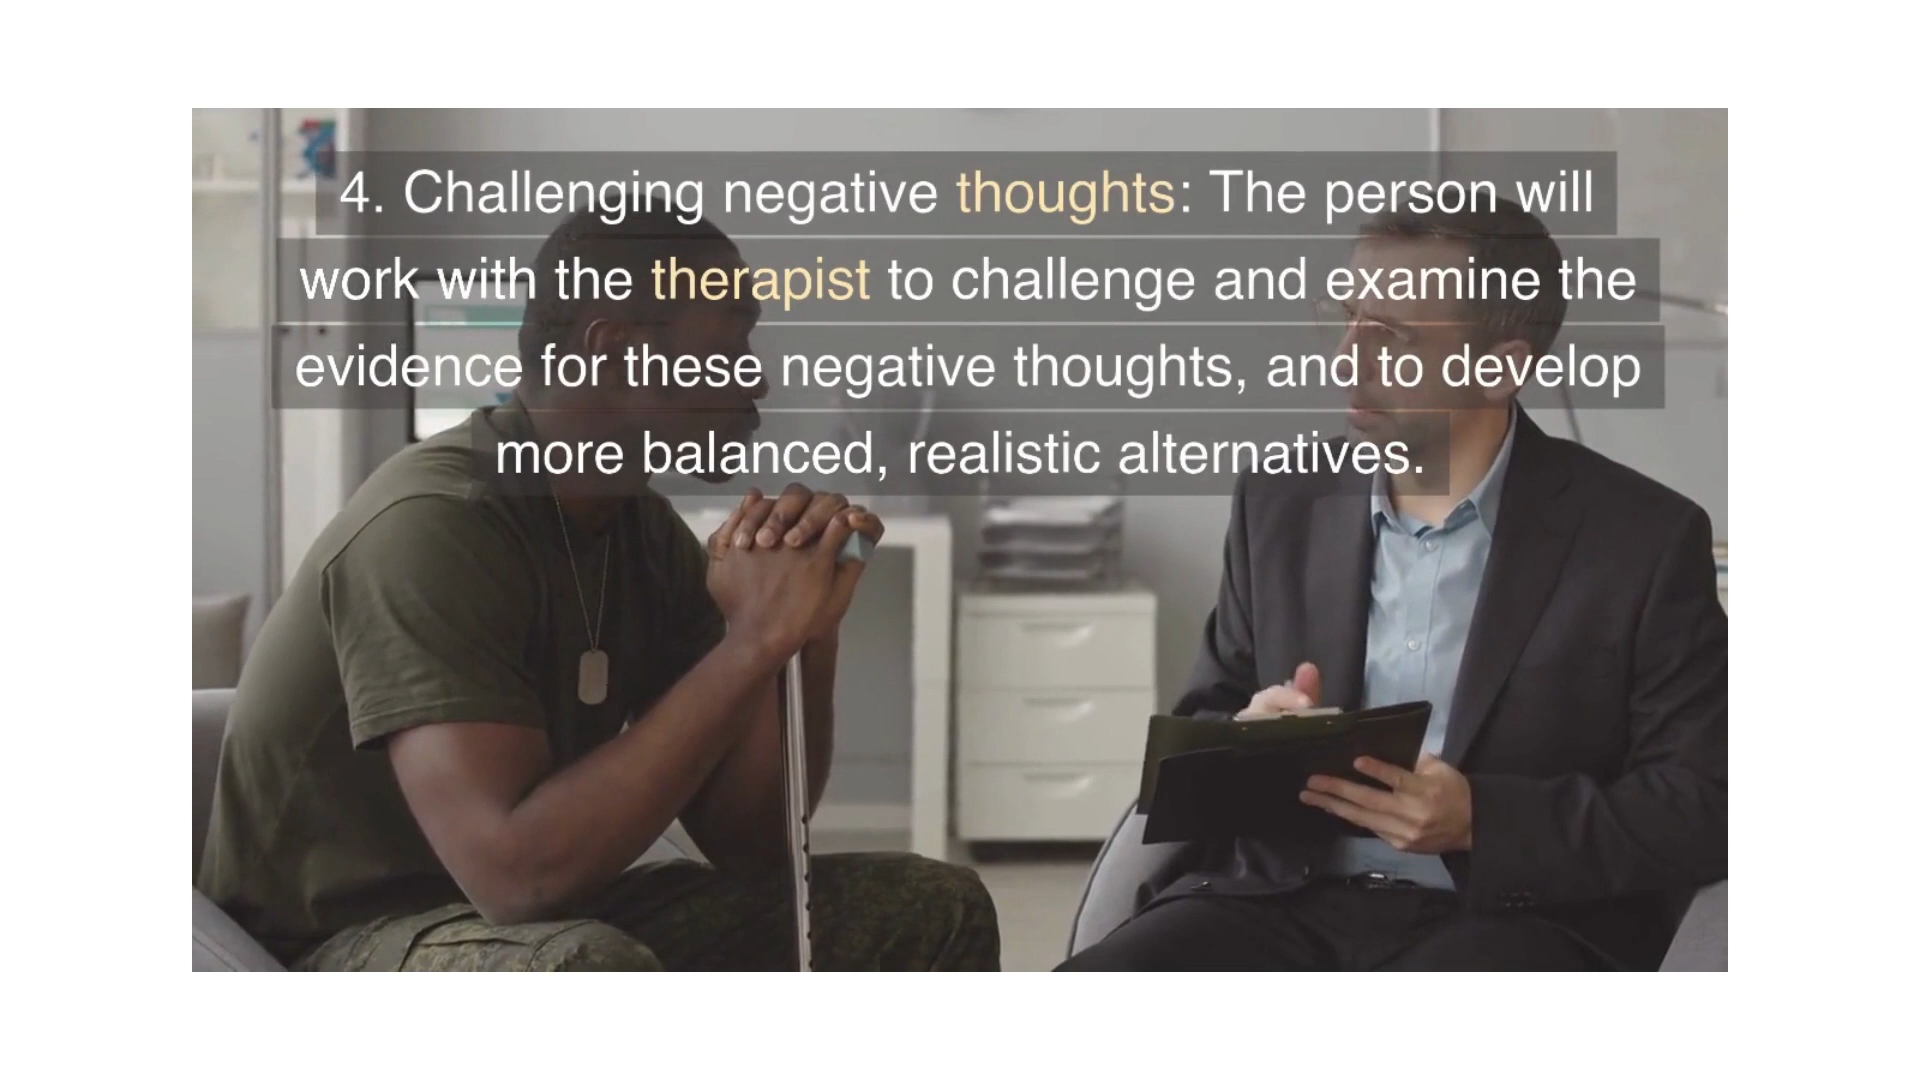 4. Challenging negative thoughts: The person will
work with the therapist to challenge and examine the
evidence for these negative thoughts, and to develop
more balanced, realistic alternatives.